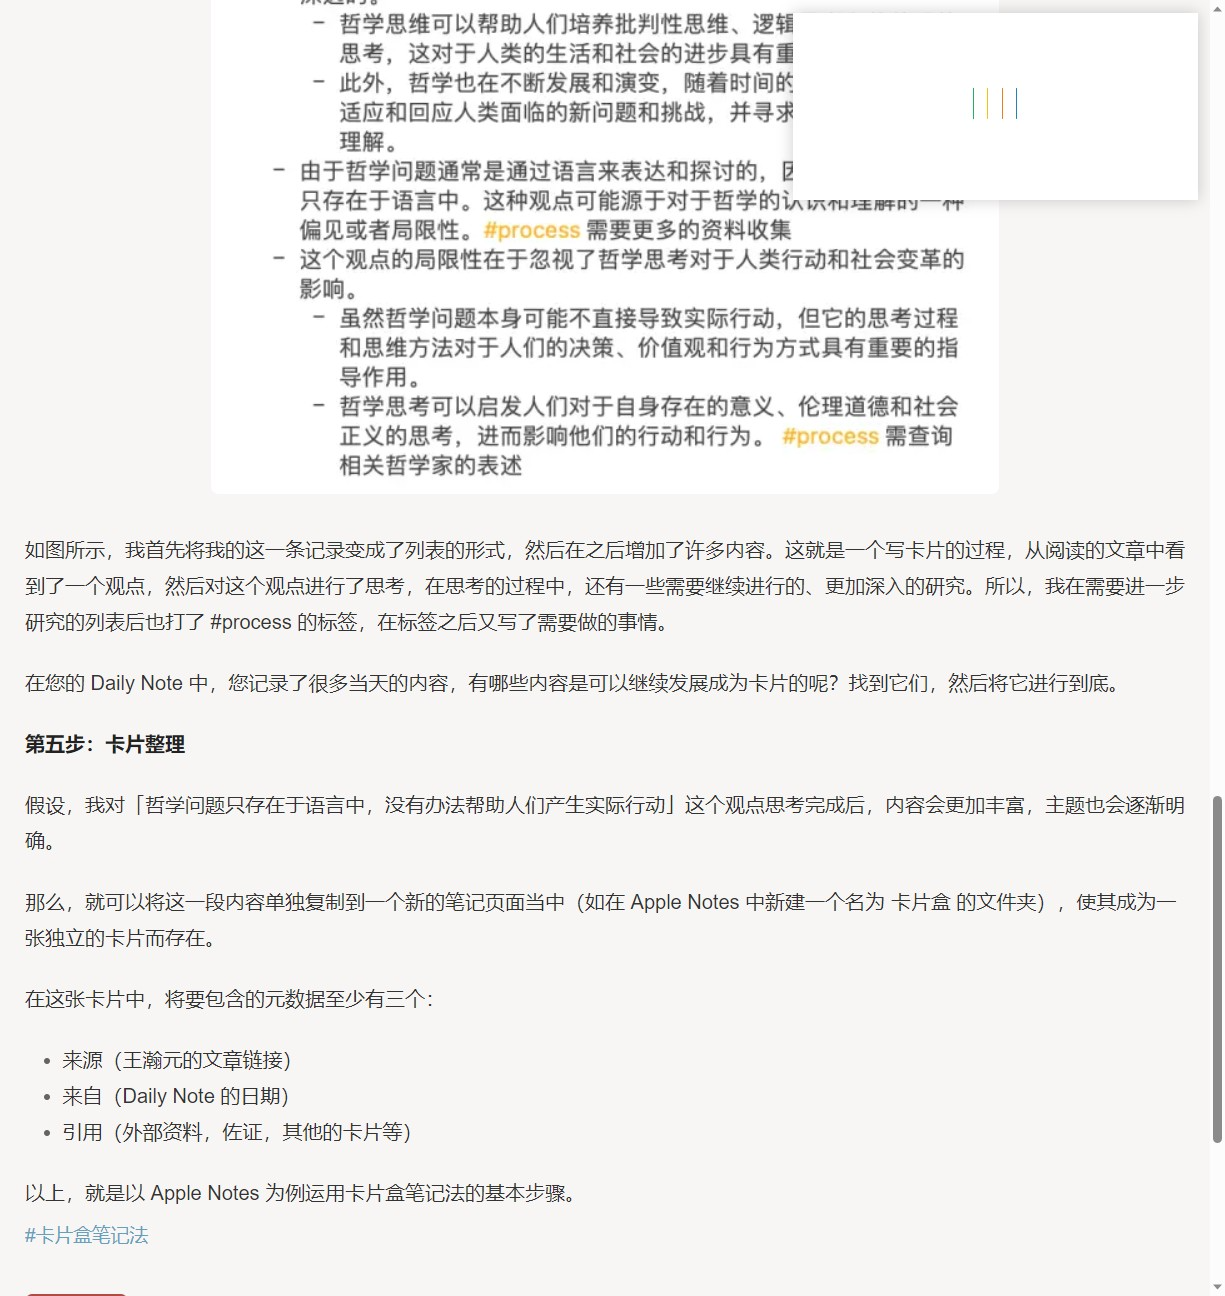 – 哲学思维可以帮助人们培养批判性思维、逻辑
思考，这对于人类的生活和社会的进步具有重
– 此外，哲学也在不断发展和演变，随着时间的
适应和回应人类面临的新问题和挑战，并寻求
理解。
– 由于哲学问题通常是通过语言来表达和探讨的，
只存在于语言中。这种观点可能源于对于哲学的认识和理解的一种
偏见或者局限性。#process 需要更多的资料收集
– 这个观点的局限性在于忽视了哲学思考对于人类行动和社会变革的
影响。
– 虽然哲学问题本身可能不直接导致实际行动，但它的思考过程
和思维方法对于人们的决策、价值观和行为方式具有重要的指
导作用。
– 哲学思考可以启发人们对于自身存在的意义、伦理道德和社会
正义的思考，进而影响他们的行动和行为。 #process 需查询
相关哲学家的表述
如图所示，我首先将我的这一条记录变成了列表的形式，然后在之后增加了许多内容。这就是一个写卡片的过程，从阅读的文章中看
到了一个观点，然后对这个观点进行了思考，在思考的过程中，还有一些需要继续进行的、更加深入的研究。所以，我在需要进一步
研究的列表后也打了 #process 的标签，在标签之后又写了需要做的事情。
在您的 Daily Note 中，您记录了很多当天的内容，有哪些内容是可以继续发展成为卡片的呢？找到它们，然后将它进行到底。
第五步：卡片整理
假设，我对「哲学问题只存在于语言中，没有办法帮助人们产生实际行动」这个观点思考完成后，内容会更加丰富，主题也会逐渐明
确。
那么，就可以将这一段内容单独复制到一个新的笔记页面当中（如在 Apple Notes 中新建一个名为 卡片盒 的文件夹），使其成为一
张独立的卡片而存在。
在这张卡片中，将要包含的元数据至少有三个：
• 来源（王瀚元的文章链接）
• 来自（Daily Note 的日期）
• 引用（外部资料，佐证，其他的卡片等）
以上，就是以 Apple Notes 为例运用卡片盒笔记法的基本步骤。
#卡片盒笔记法